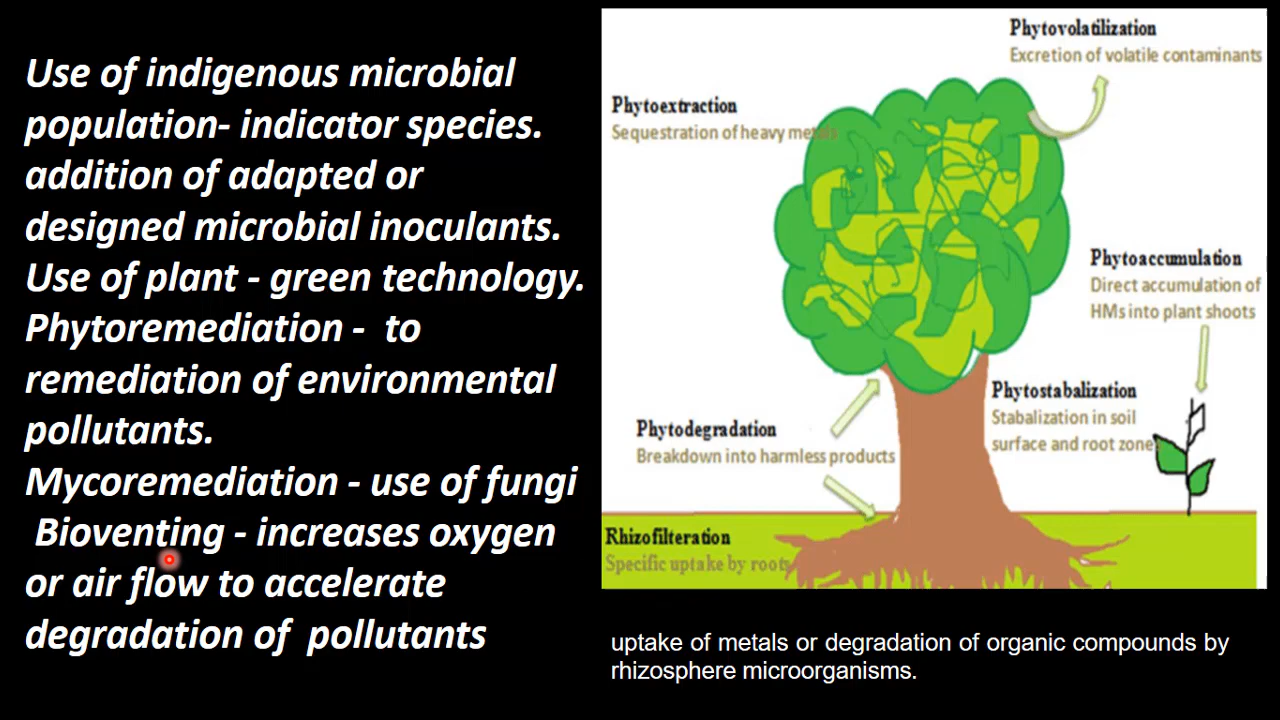 Use of indigenous microbial
population- indicator species.
addition of adapted or
designed microbial inoculants.
Use of plant - green technology.
Phytoremediation - to
remediation of environmental
pollutants.
Mycoremediation - use of fungi
Bioventing - increases oxygen
or air flow to accelerate
degradation of pollutants
Phytovolatilization
Excretion of volatile contaminants
Phytoextraction
Sequestration of heavy metals
Phytoaccumulation
Direct accumulation of
HMs into plant shoots
Phytostabalization
Stabalization in soil
surface and root zone
Phytodegradation
Breakdown into harmless products
Rhizofilteration
Specific uptake by roots
uptake of metals or degradation of organic compounds by
rhizosphere microorganisms.